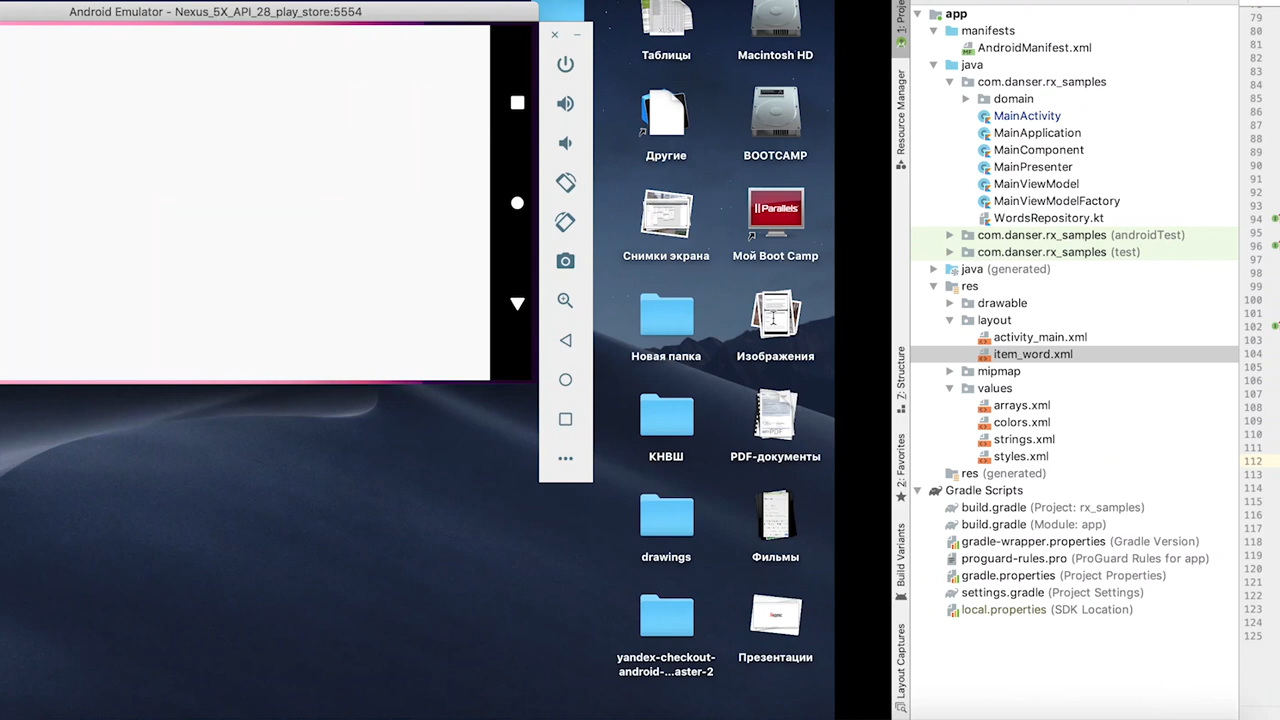 Android Emulator - Nexus_5X_API_28_play_store:5554
Таблицы
Macintosh HD
Другие
BOOTCAMP
Parallels
Снимки экрана
Мой Boot Camp
Новая папка
Изображения
КНВШ
PDF-документы
drawings
Фильмы
yandex-checkout-
android-...aster-2
Презентации
Resource Manager
7: Structure
2: Favorites
Build Variants
Layout Captures
app
manifests
AndroidManifest.xml
java
com.danser.rx_samples
domain
MainActivity
MainApplication
MainComponent
MainPresenter
MainViewModel
MainViewModelFactory
WordsRepository.kt
com.danser.rx_samples (androidTest)
com.danser.rx_samples (test)
java (generated)
res
drawable
layout
activity_main.xml
item_word.xml
mipmap
values
arrays.xml
colors.xml
strings.xml
styles.xml
res (generated)
Gradle Scripts
build.gradle (Project: rx_samples)
build.gradle (Module: app)
gradle-wrapper.properties (Gradle Version)
proguard-rules.pro (ProGuard Rules for app)
gradle.properties (Project Properties)
settings.gradle (Project Settings)
local.properties (SDK Location)
79
80
81
82
83
84
85
86
87
88
89
90
91
92
93
94
95
96
97
98
99
100
101
102
103
104
105
106
107
108
109
110
111
112
113
114
115
116
117
118
119
120
121
122
123
124
125